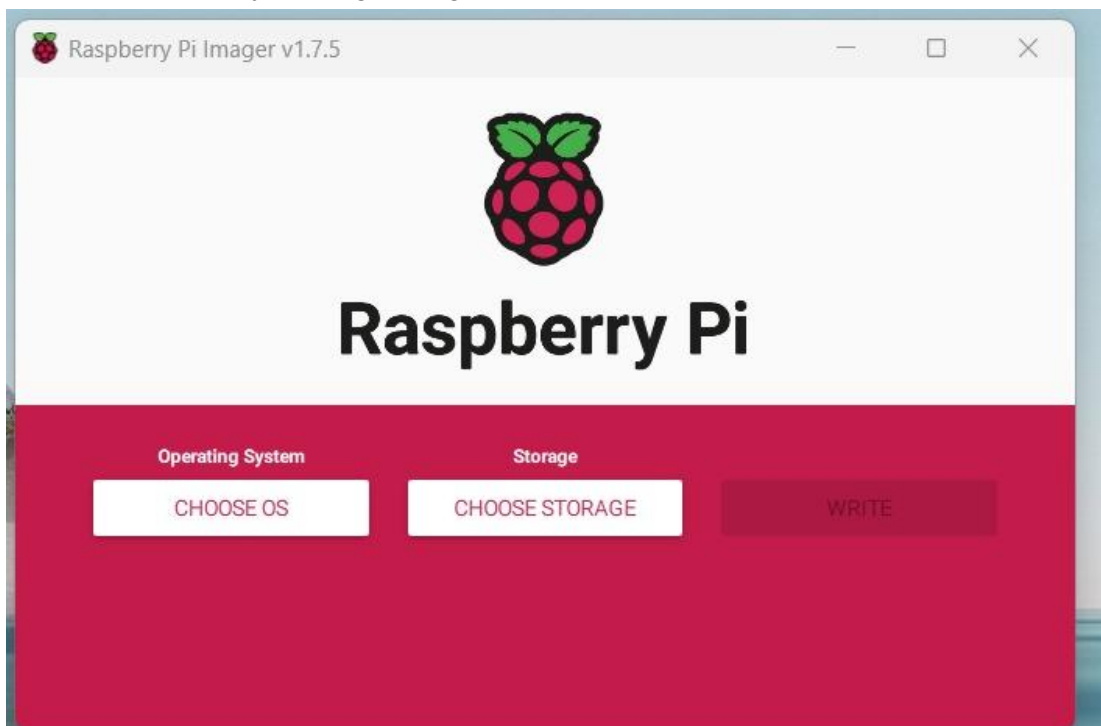 Raspberry Pi Imager v1.7.5
Raspberry Pi
Operating System
Storage
CHOOSE OS
CHOOSE STORAGE
WRITE